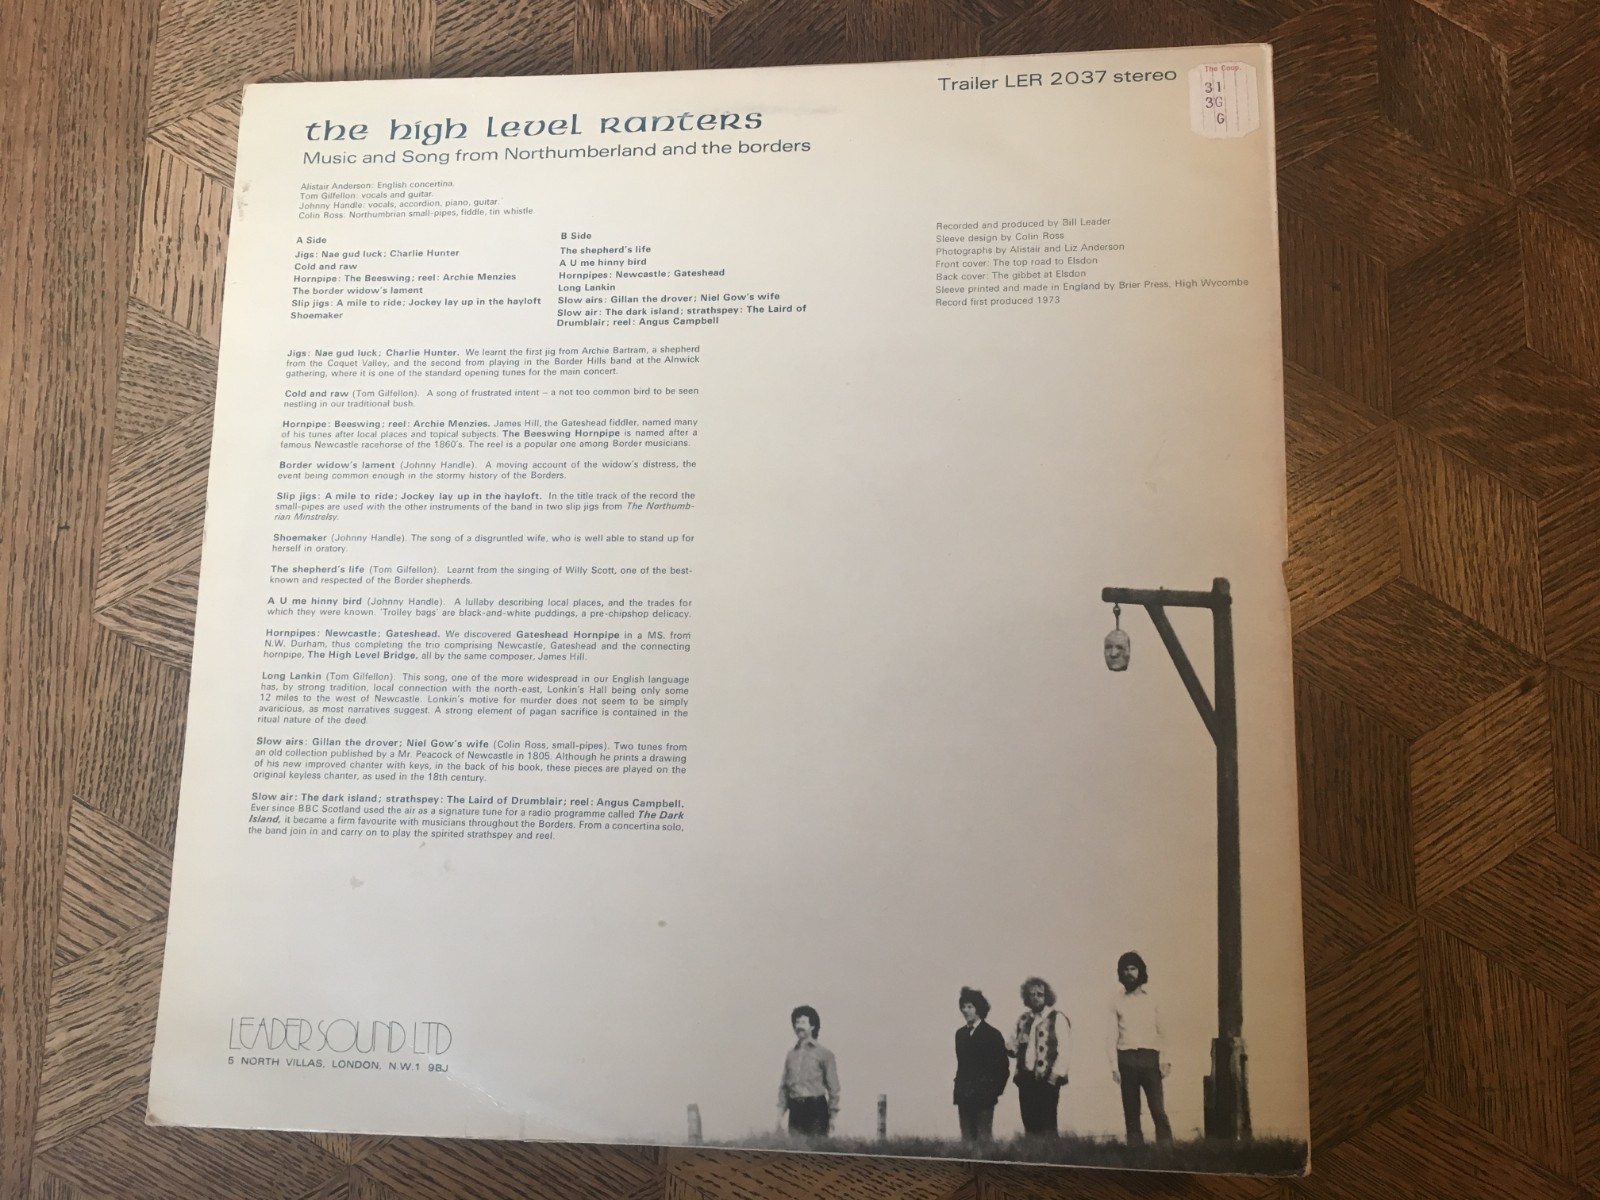 Trailer LER 2037 stereo
The Coop.
31
3G
G
the high level ranters
Music and Song from Northumberland and the borders
Alistair Anderson: English concertina.
Tom Gilfellon: vocals and guitar.
Johnny Handle: vocals, accordion, piano, guitar.
Colin Ross: Northumbrian small-pipes, fiddle, tin whistle
A Side
Jigs: Nae gud luck; Charlie Hunter
Cold and raw
Hornpipe: The Beeswing; reel: Archie Menzies
The border widow's lament
Slip jigs: A mile to ride; Jockey lay up in the hayloft
Shoemaker
B Side
The shepherd's life
A U me hinny bird
Hornpipes: Newcastle; Gateshead
Long Lankin
Slow airs: Gillan the drover; Niel Gow's wife
Slow air: The dark island; strathspey: The Laird of
Drumblair; reel: Angus Campbell
Recorded and produced by Bill Leader
Sleeve design by Colin Ross
Photographs by Alistair and Liz Anderson
Front cover: The top road to Elsdon
Back cover: The gibbet at Elsdon
Sleeve printed and made in England by Brier Press, High Wycombe
Record first produced 1973
Jigs: Nae gud luck; Charlie Hunter. We learnt the first jig from Archie Bartram, a shepherd
from the Coquet Valley, and the second from playing in the Border Hills band at the Alnwick
gathering, where it is one of the standard opening tunes for the main concert.
Cold and raw (Tom Gilfellon). A song of frustrated intent – a not too common bird to be seen
nestling in our traditional bush.
Hornpipe: Beeswing; reel: Archie Menzies. James Hill, the Gateshead fiddler, named many
of his tunes after local places and topical subjects. The Beeswing Hornpipe is named after a
famous Newcastle racehorse of the 1860's. The reel is a popular one among Border musicians.
Border widow's lament (Johnny Handle). A moving account of the widow's distress, the
event being common enough in the stormy history of the Borders.
Slip jigs: A mile to ride; Jockey lay up in the hayloft. In the title track of the record the
small-pipes are used with the other instruments of the band in two slip jigs from The Northumb-
rian Minstrelsy.
Shoemaker (Johnny Handle). The song of a disgruntled wife, who is well able to stand up for
herself in oratory.
The shepherd's life (Tom Gilfellon). Learnt from the singing of Willy Scott, one of the best-
known and respected of the Border shepherds.
A U me hinny bird (Johnny Handle). A lullaby describing local places, and the trades for
which they were known. 'Trolley bags' are black-and-white puddings, a pre-chipshop delicacy.
Hornpipes: Newcastle; Gateshead. We discovered Gateshead Hornpipe in a MS. from
N.W. Durham, thus completing the trio comprising Newcastle, Gateshead and the connecting
hornpipe, The High Level Bridge, all by the same composer, James Hill.
Long Lankin (Tom Gilfellon). This song, one of the more widespread in our English language
has, by strong tradition, local connection with the north-east, Lonkin's Hall being only some
12 miles to the west of Newcastle. Lonkin's motive for murder does not seem to be simply
avaricious, as most narratives suggest. A strong element of pagan sacrifice is contained in the
ritual nature of the deed.
Slow airs: Gillan the drover; Niel Gow's wife (Colin Ross, small-pipes). Two tunes from
an old collection published by a Mr. Peacock of Newcastle in 1805. Although he prints a drawing
of his new improved chanter with keys, in the back of his book, these pieces are played on the
original keyless chanter, as used in the 18th century.
Slow air: The dark island; strathspey: The Laird of Drumblair; reel: Angus Campbell.
Ever since BBC Scotland used the air as a signature tune for a radio programme called The Dark
Island, it became a firm favourite with musicians throughout the Borders. From a concertina solo,
the band join in and carry on to play the spirited strathspey and reel.
LEADER SOUND LTD
5 NORTH VILLAS, LONDON, N.W.1 9BJ